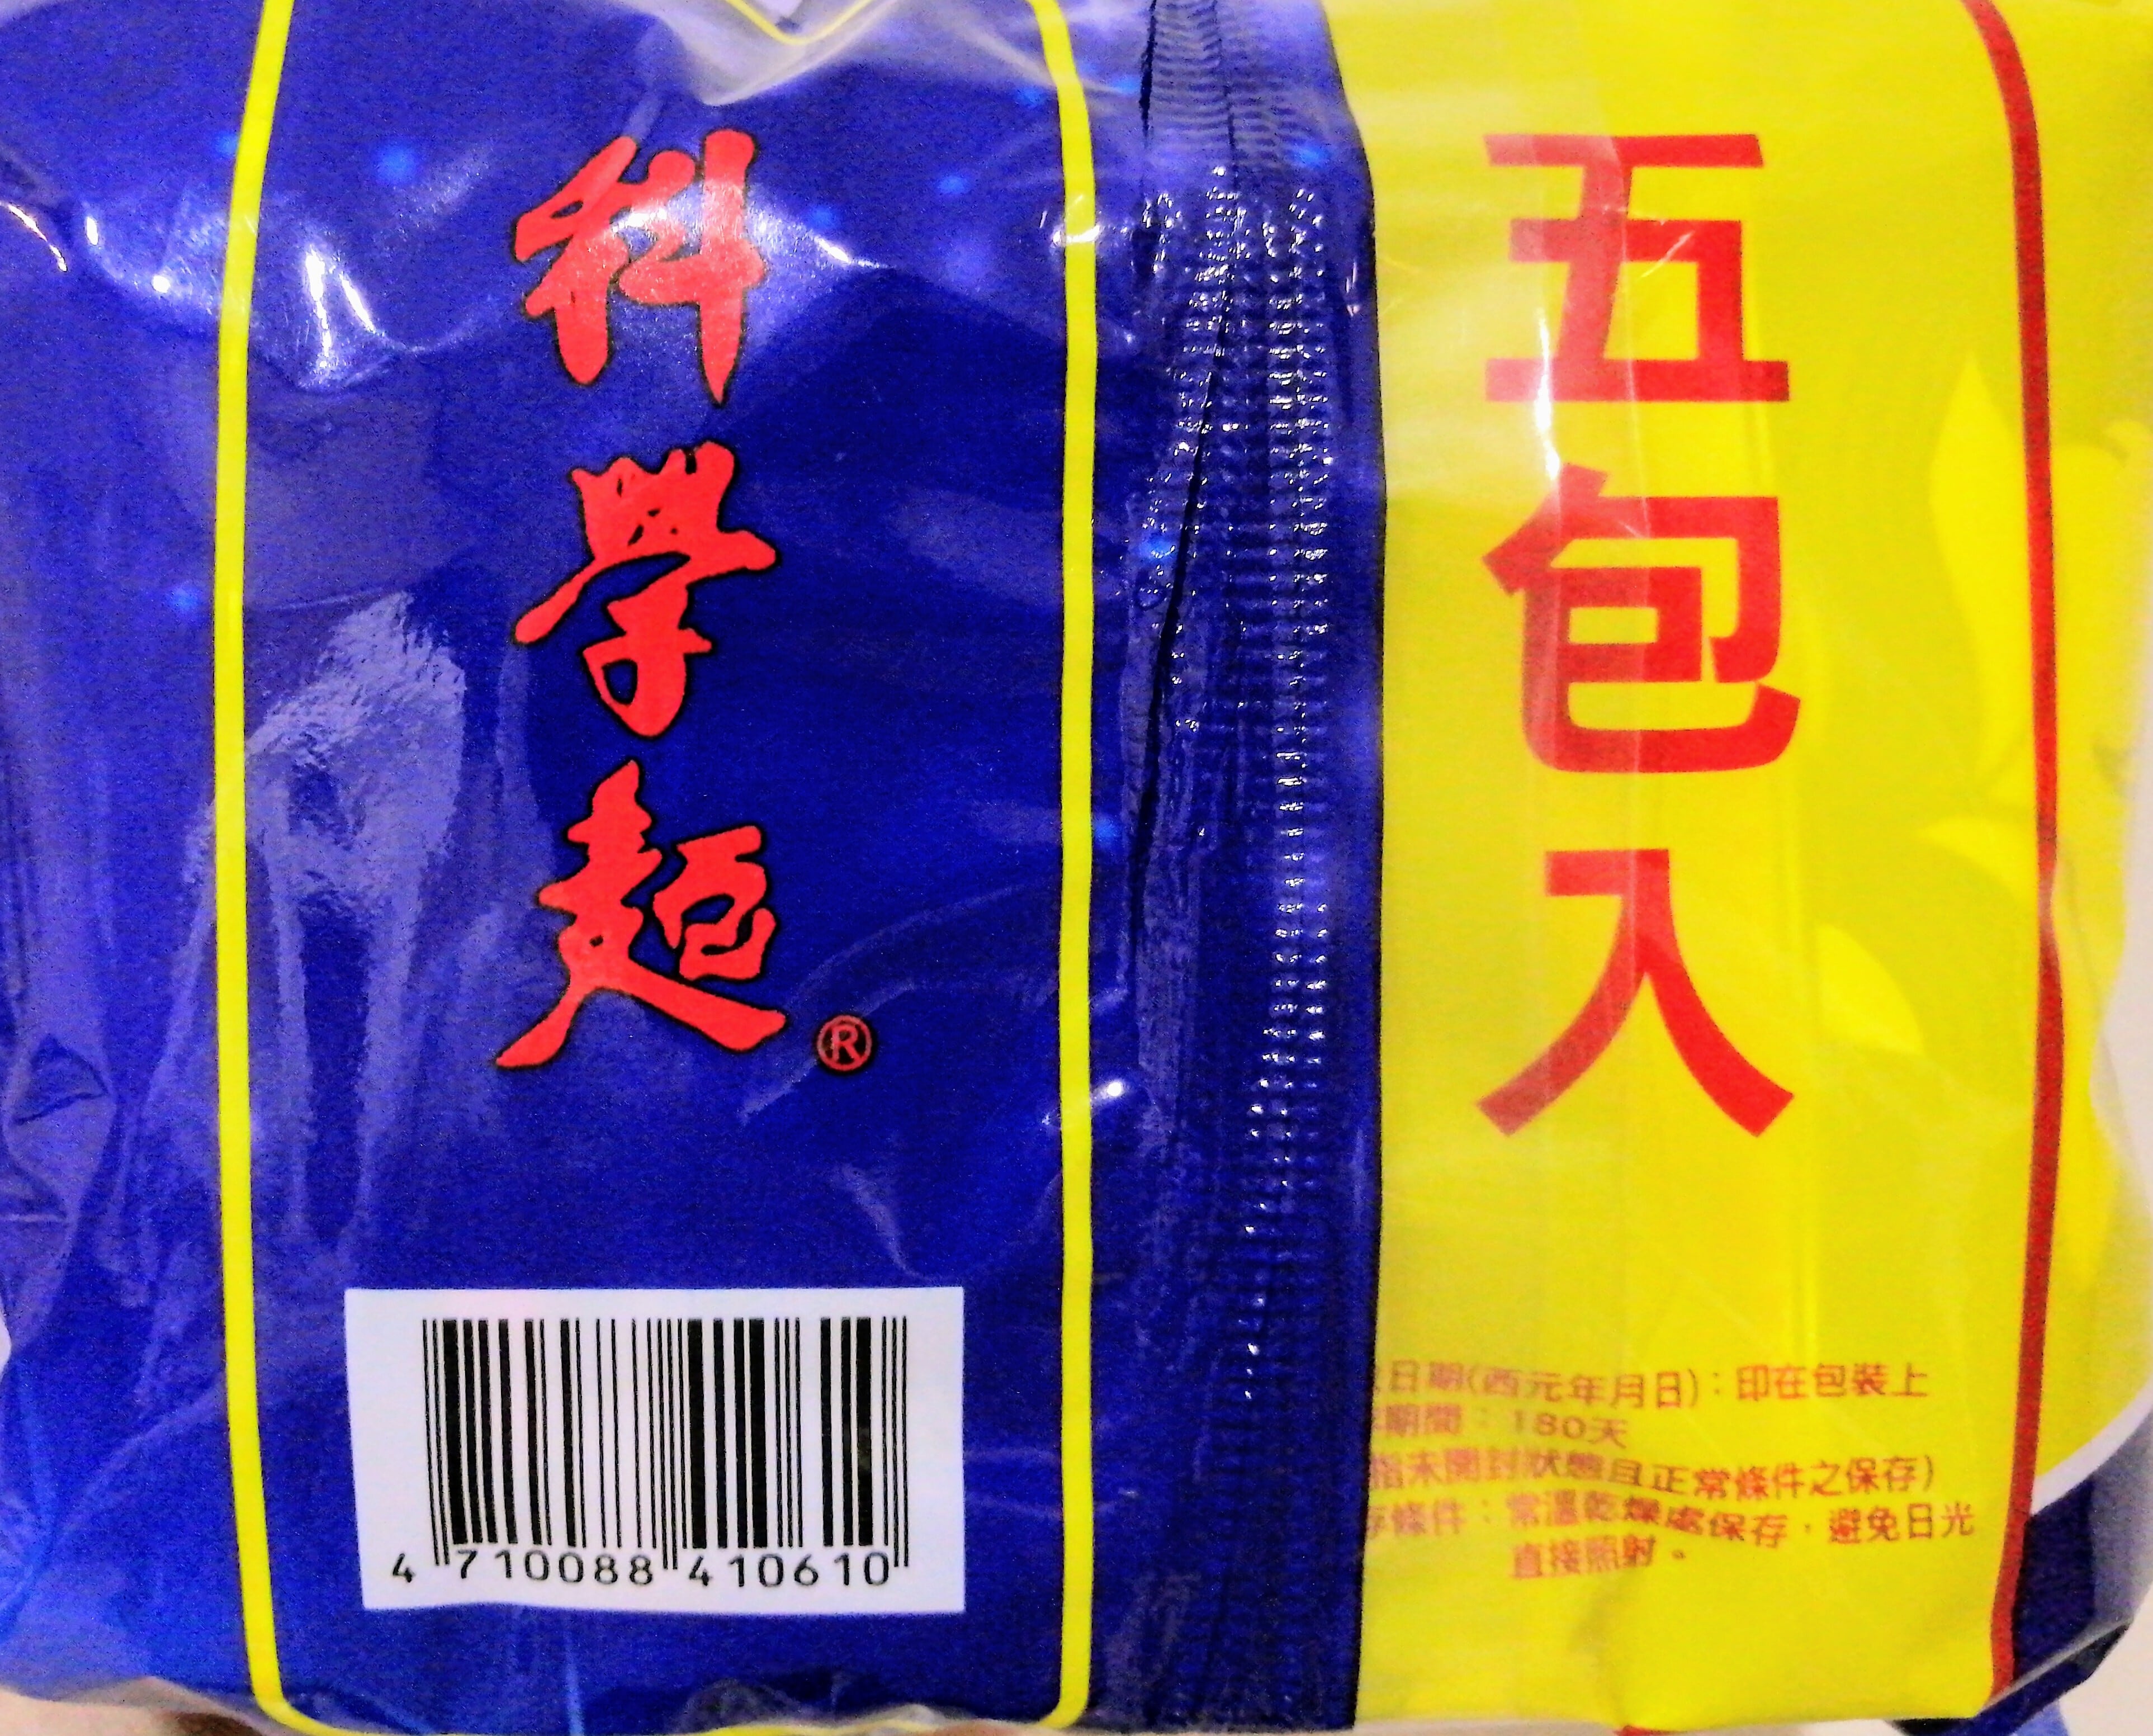 科學麵®
4 710088 410610
五包入
日期(西元年月日)：印在包裝上
期間：180天
指未開封狀態且正常條件之保存)
存條件：常溫乾燥處保存，避免日光
直接照射。